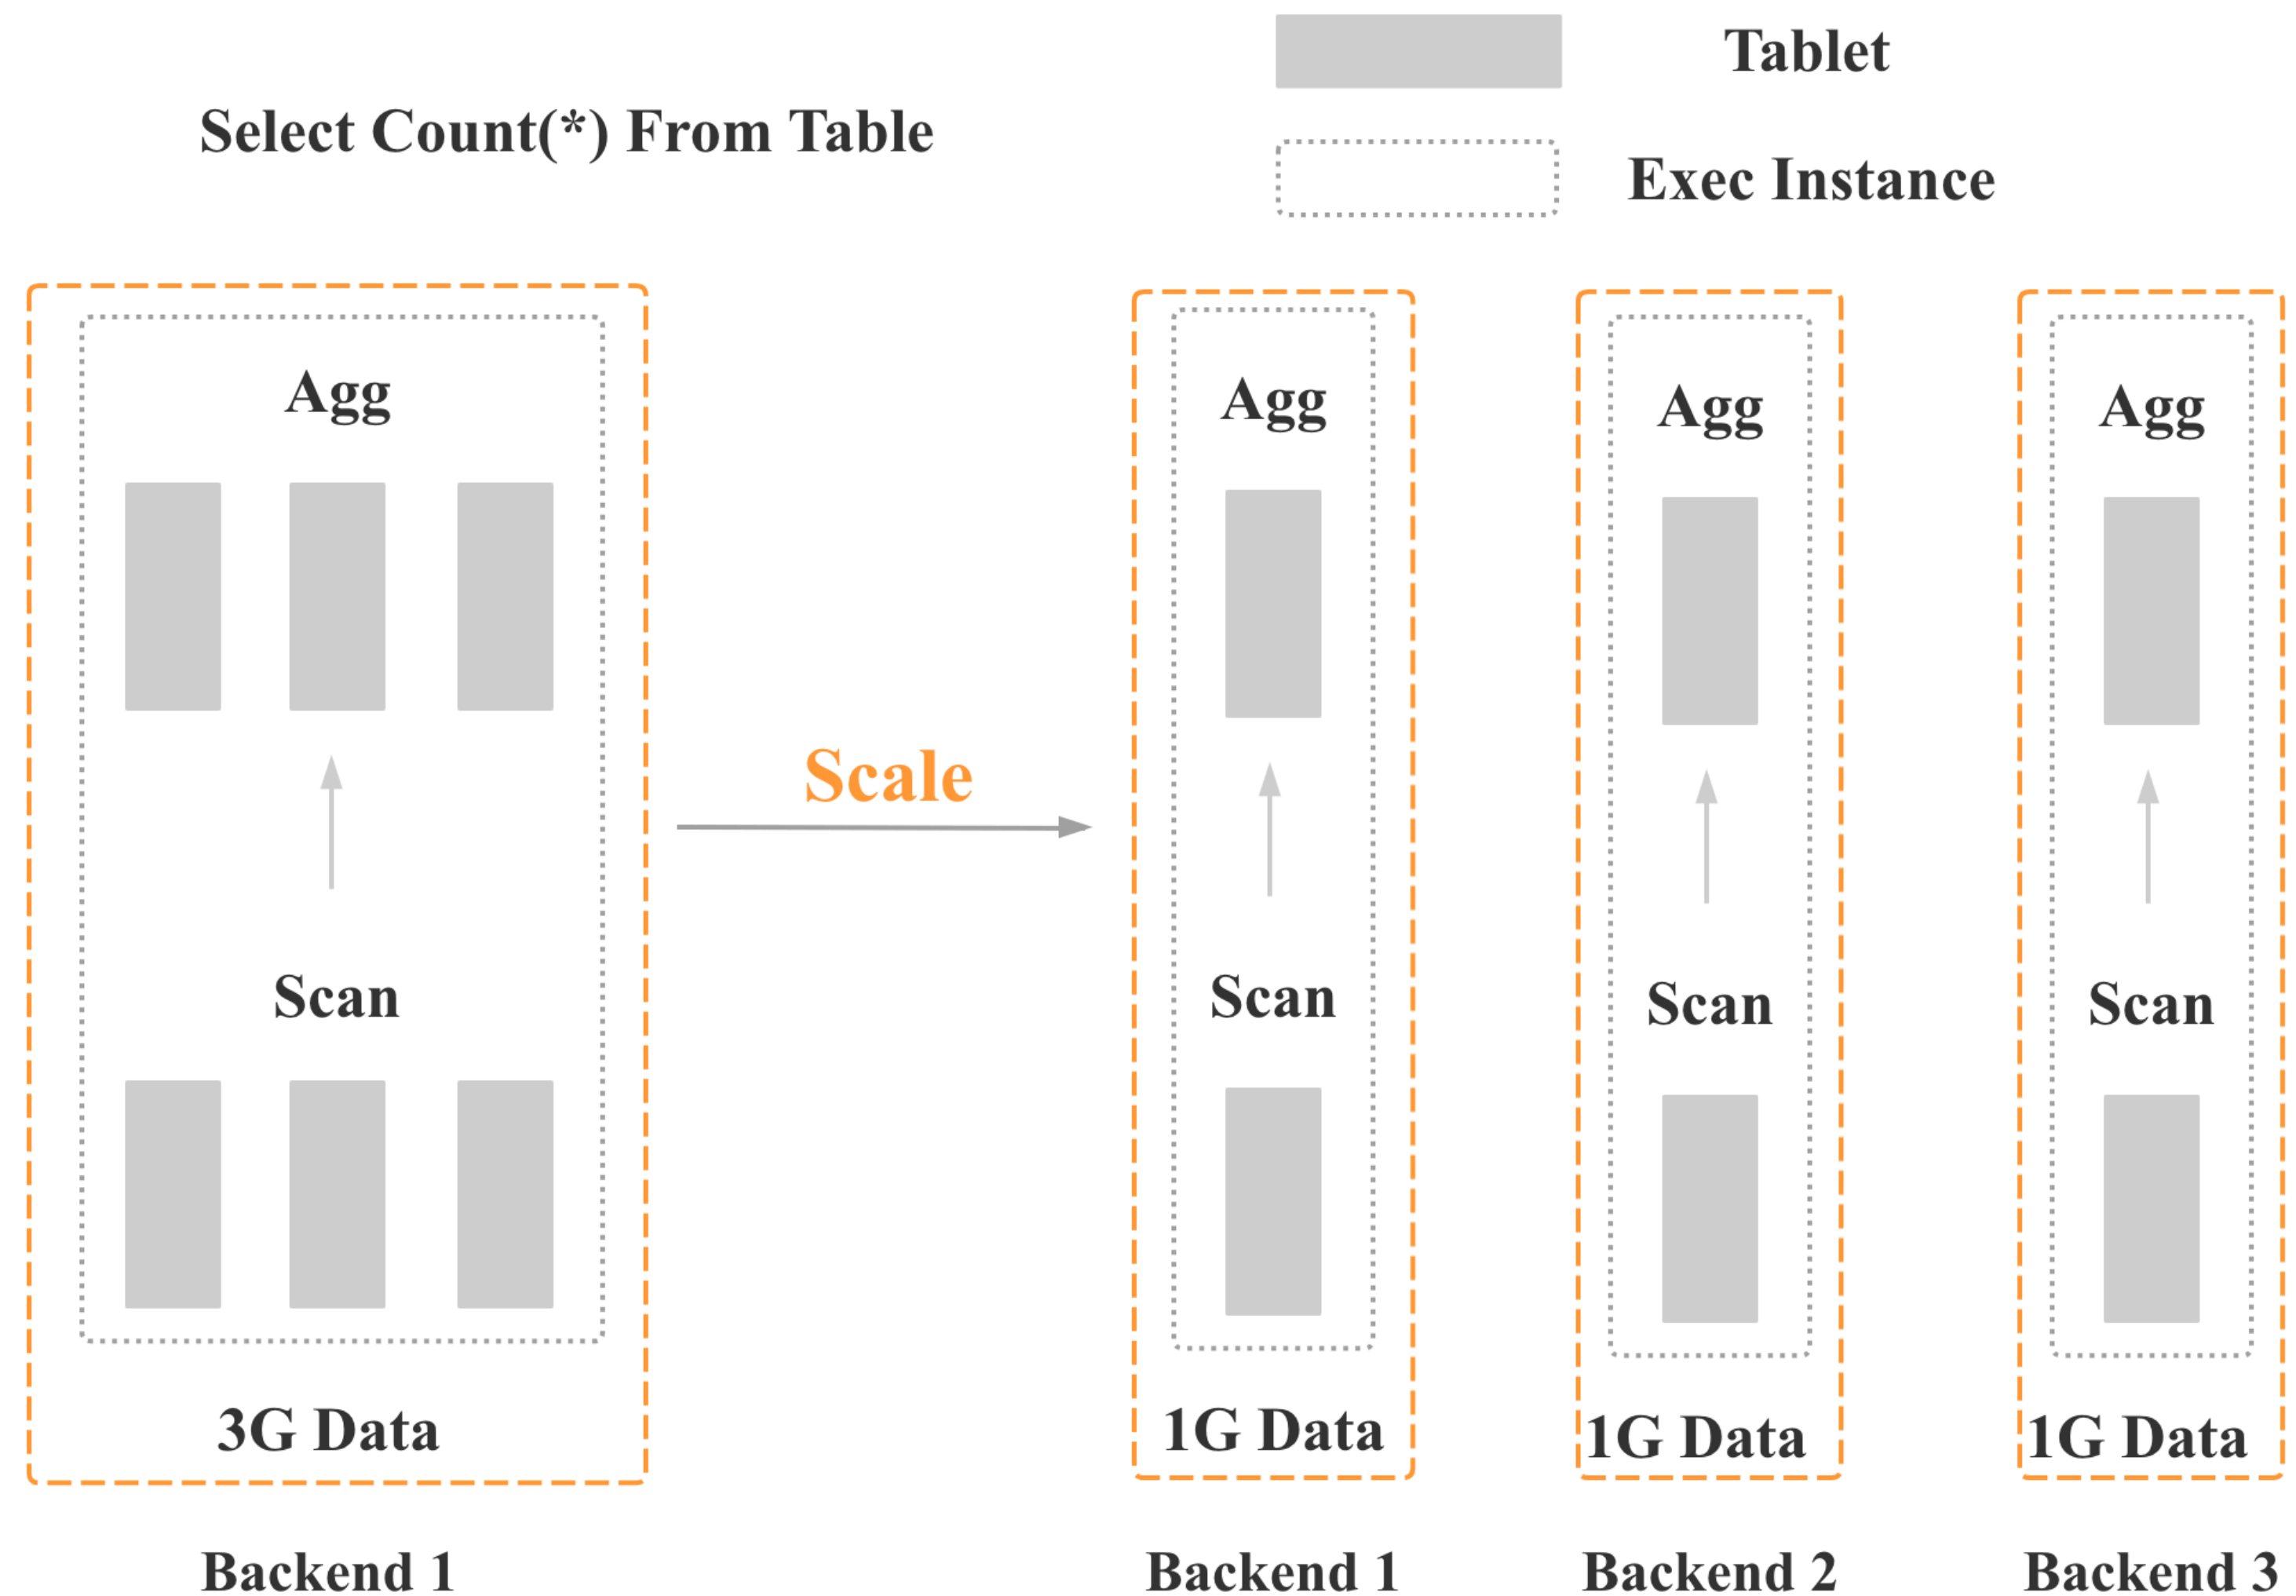 Tablet
Select Count(*) From Table
Exec Instance
Agg
Scan
3G Data
Backend 1
Scale
Agg
Scan
1G Data
Backend 1
Agg
Scan
1G Data
Backend 2
Agg
Scan
1G Data
Backend 3